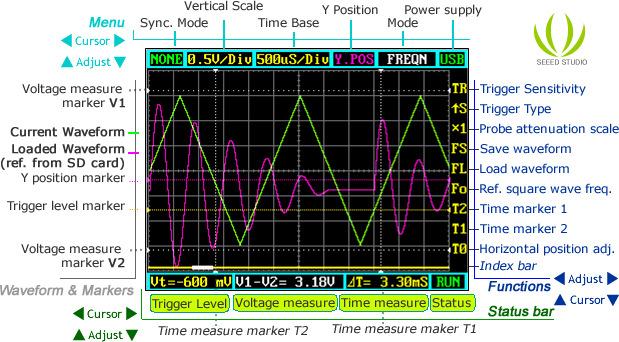 Vertical Scale
Y Position
Power supply
Menu
Sync. Mode
Time Base
Mode
Cursor
Adjust
SEEED STUDIO
NONE 0.5V/Div 500uS/Div Y.POS FREQN USB
Voltage measure
marker V1
Current Waveform
Loaded Waveform
(ref. from SD card)
Y position marker
Trigger level marker
Voltage measure
marker V2
Waveform & Markers
TR
↑S
×1
FS
FL
Fo
T2
T1
T0
Trigger Sensitivity
Trigger Type
Probe attenuation scale
Save waveform
Load waveform
Ref. square wave freq.
Time marker 1
Time marker 2
Horizontal position adj.
Index bar
Functions
Adjust
Cursor
Vt=-600 mV V1-V2= 3.18V ΔT= 3.30mS RUN
Trigger Level Voltage measure Time measure Status
Status bar
Cursor
Adjust
Time measure marker T2
Time measure maker T1